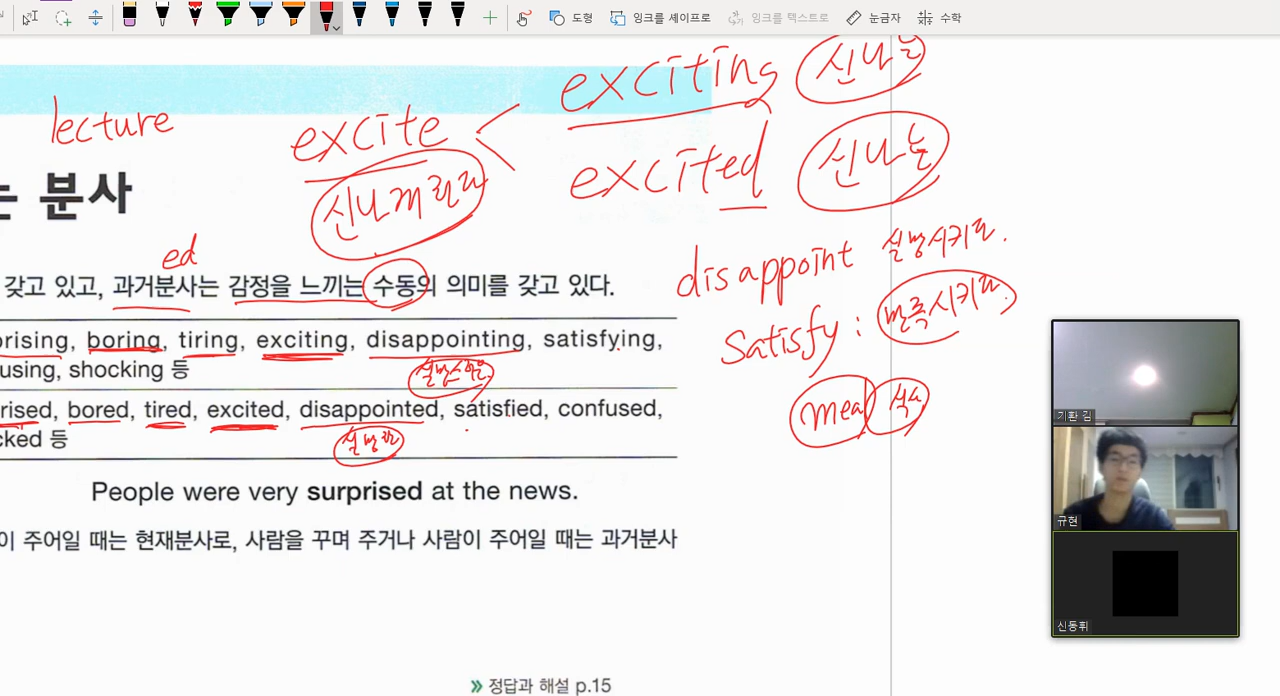 도형 잉크를 셰이프로 잉크를 텍스트로 눈금자 수학
exciting 신나는
lecture
excite <
excited 신나는
신나게 한다
는 분사
ed
disappoint 실망시키다.
갖고 있고, 과거분사는 감정을 느끼는 수동의 의미를 갖고 있다.
satisfy : 만족시키다.
prising, boring, tiring, exciting, disappointing, satisfying,
using, shocking 등
실망스러운
meal 식사
rised, bored, tired, excited, disappointed, satisfied, confused,
cked 등
실망한
기환 김
People were very surprised at the news.
규현
이 주어일 때는 현재분사로, 사람을 꾸며 주거나 사람이 주어일 때는 과거분사
신동휘
» 정답과 해설 p.15